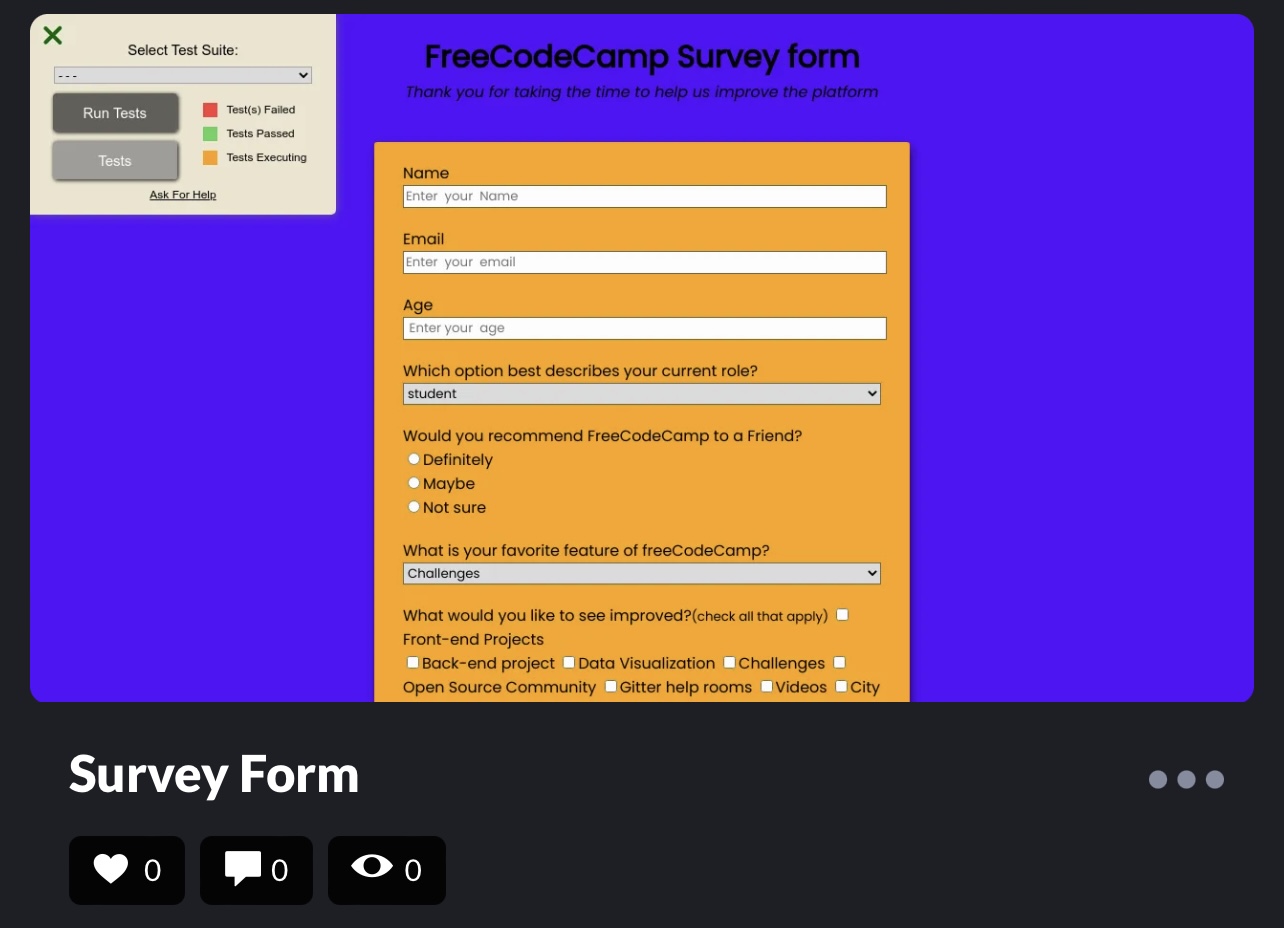 Select Test Suite:
- - -
Run Tests
Tests
Test(s) Failed
Tests Passed
Tests Executing
Ask For Help
FreeCodeCamp Survey form
Thank you for taking the time to help us improve the platform
Name
Enter your Name
Email
Enter your email
Age
Enter your age
Which option best describes your current role?
student
Would you recommend FreeCodeCamp to a Friend?
Definitely
Maybe
Not sure
What is your favorite feature of freeCodeCamp?
Challenges
What would you like to see improved?(check all that apply)
Front-end Projects
Back-end project Data Visualization Challenges
Open Source Community Gitter help rooms Videos City
Survey Form
0 0 0